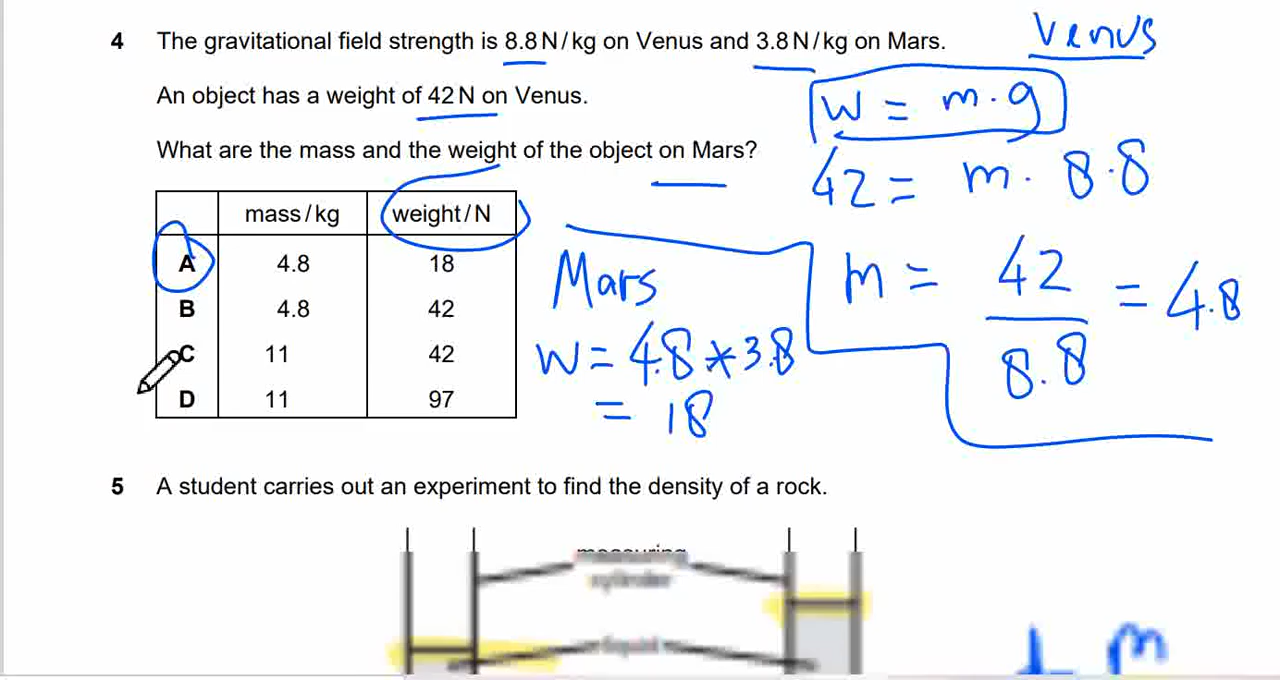 4 The gravitational field strength is 8.8 N/kg on Venus and 3.8 N/kg on Mars.
An object has a weight of 42 N on Venus.
What are the mass and the weight of the object on Mars?
mass/kg weight/N
A 4.8 18
B 4.8 42
C 11 42
D 11 97
Venus
W = m.g
42 = m. 8.8
m = 42 / 8.8 = 4.8
Mars
W = 4.8 * 3.8
= 18
5 A student carries out an experiment to find the density of a rock.
measuring
cylinder
liquid
m